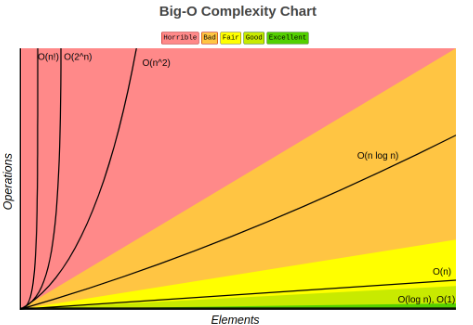 Big-O Complexity Chart
Horrible Bad Fair Good Excellent
O(n!) O(2^n) O(n^2)
O(n log n)
O(n)
O(log n), O(1)
Operations
Elements